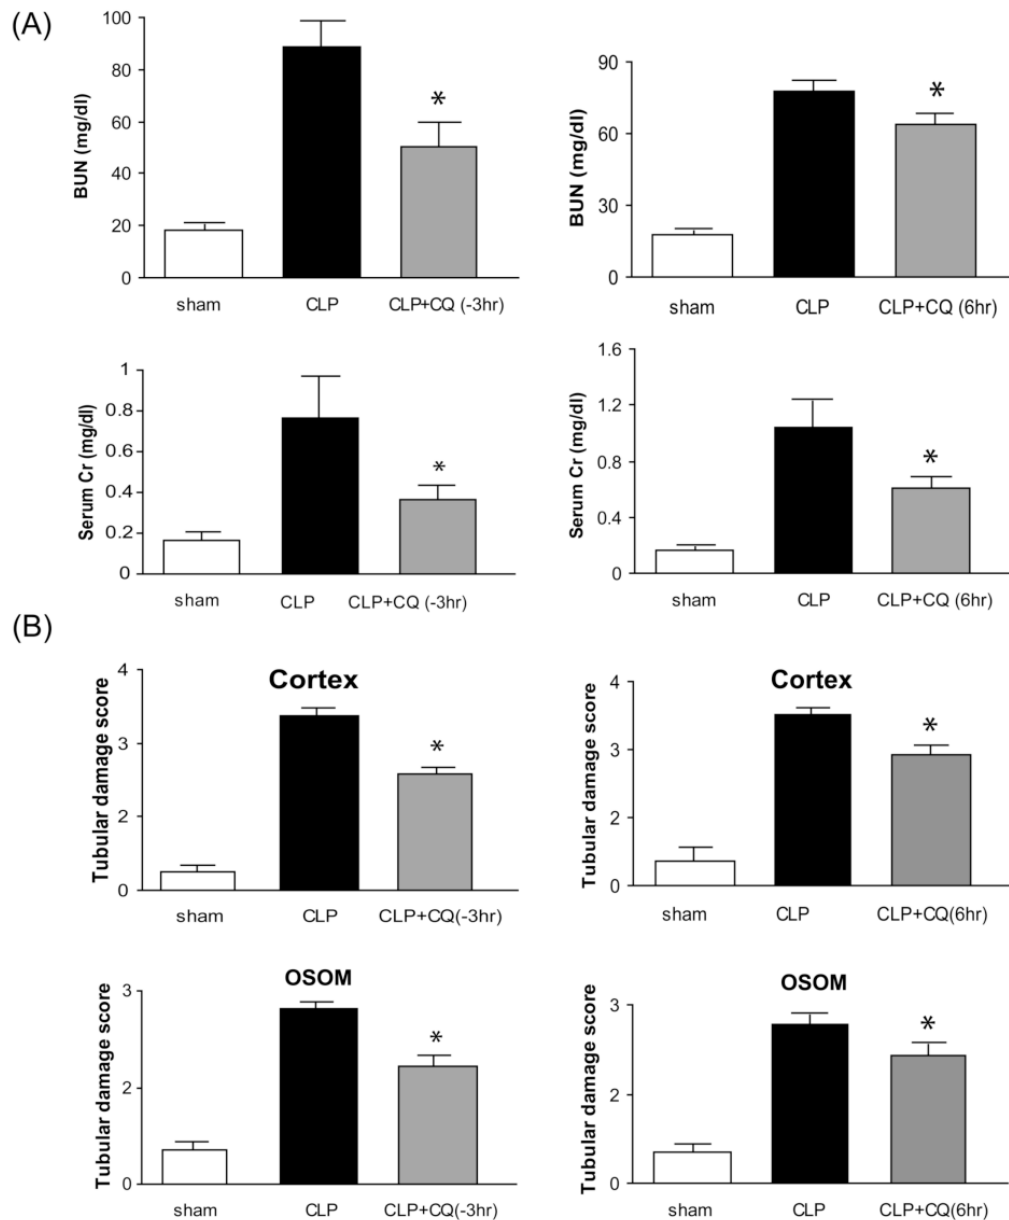 (A)
BUN (mg/dl)
100
80
60
40
20
0
*
sham CLP CLP+CQ (-3hr)
BUN (mg/dl)
90
60
30
0
*
sham CLP CLP+CQ (6hr)
Serum Cr (mg/dl)
1
0.8
0.6
0.4
0.2
0
*
sham CLP CLP+CQ (-3hr)
Serum Cr (mg/dl)
1.6
1.2
0.8
0.4
0
*
sham CLP CLP+CQ (6hr)
(B)
Cortex
Tubular damage score
4
3
2
0
*
sham CLP CLP+CQ(-3hr)
Cortex
Tubular damage score
4
3
2
0
*
sham CLP CLP+CQ(6hr)
OSOM
Tubular damage score
3
2
0
*
sham CLP CLP+CQ(-3hr)
OSOM
Tubular damage score
3
2
0
*
sham CLP CLP+CQ(6hr)